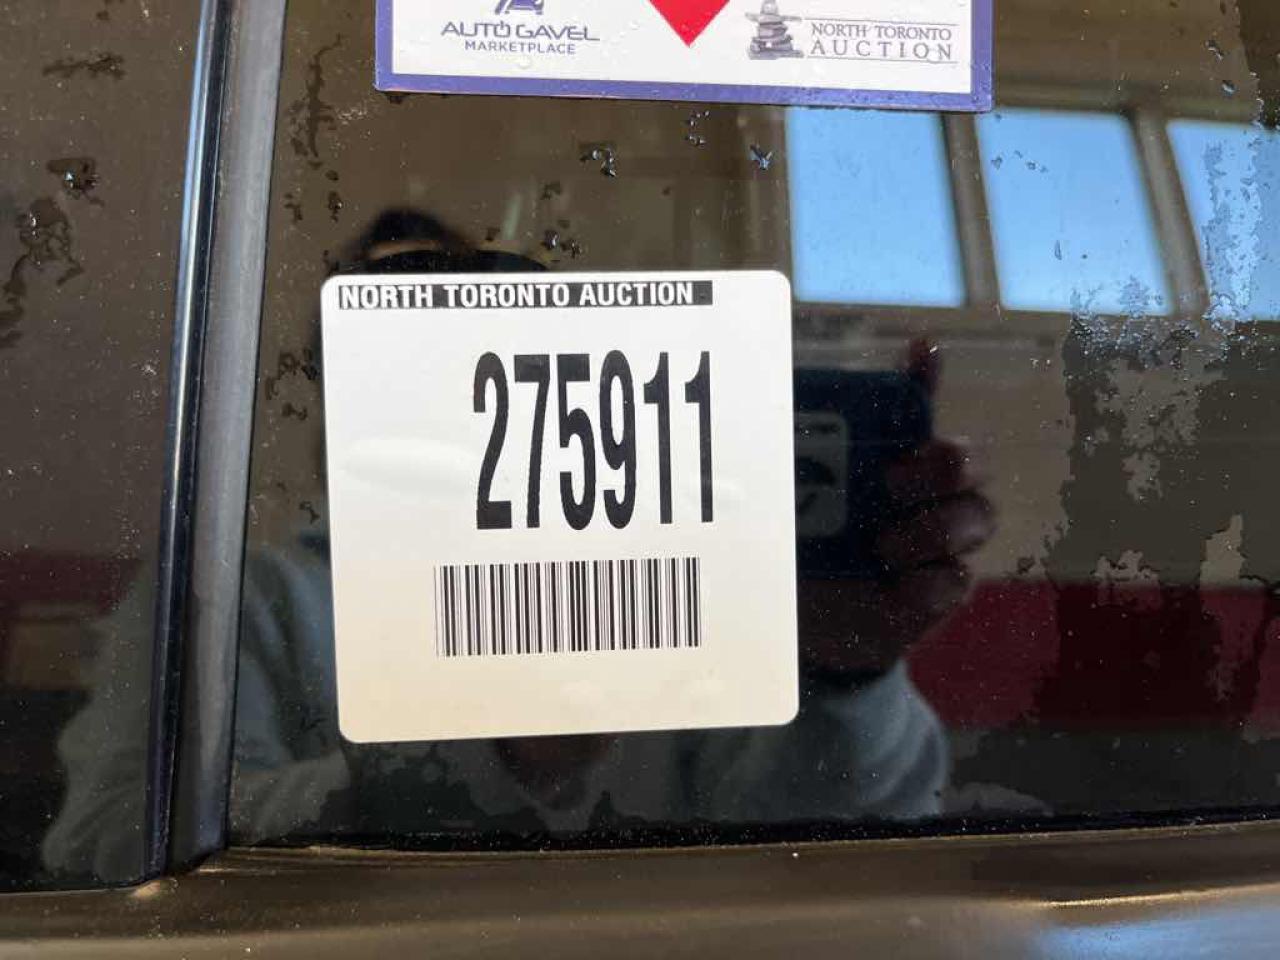 AUTO GAVEL
MARKETPLACE
NORTH TORONTO
AUCTION
NORTH TORONTO AUCTION
275911